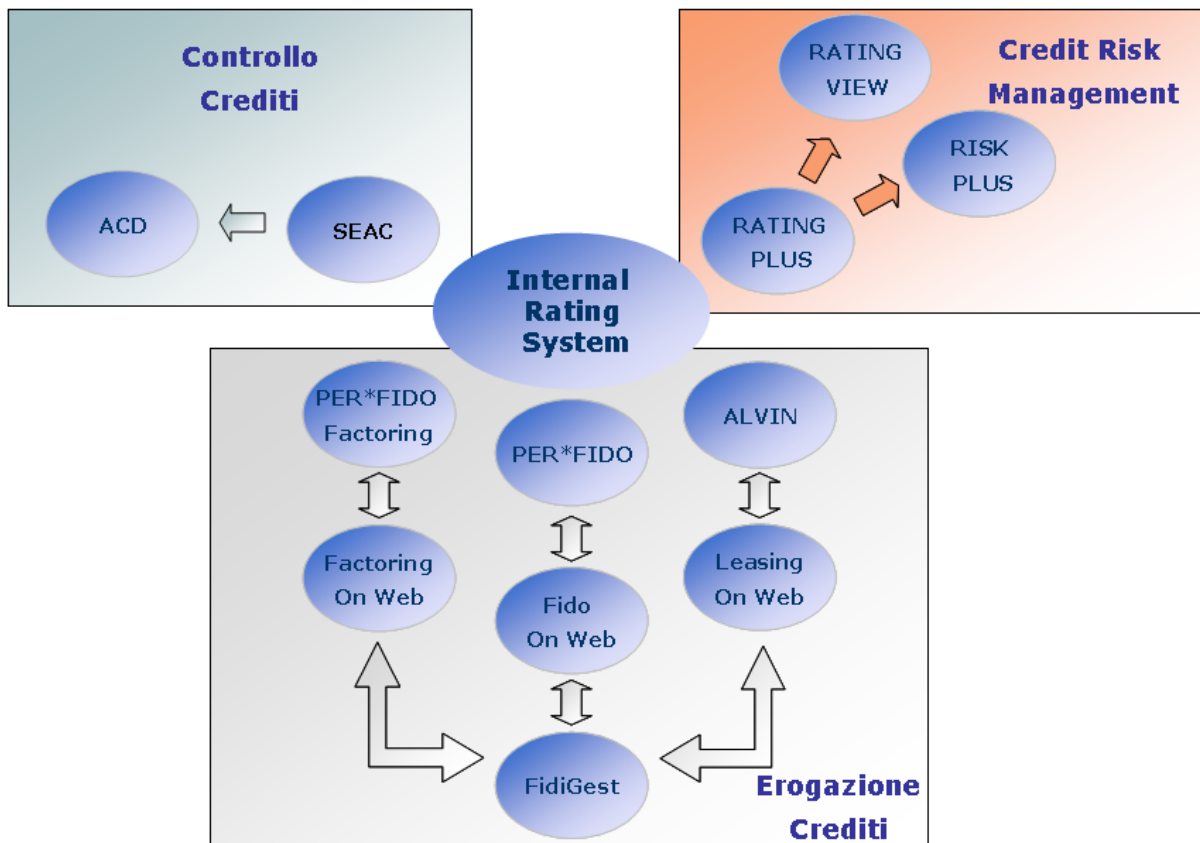 Controllo
Crediti
ACD
SEAC
Credit Risk
Management
RATING
VIEW
RISK
PLUS
RATING
PLUS
Internal
Rating
System
PER*FIDO
Factoring
PER*FIDO
ALVIN
Factoring
On Web
Fido
On Web
Leasing
On Web
FidiGest
Erogazione
Crediti